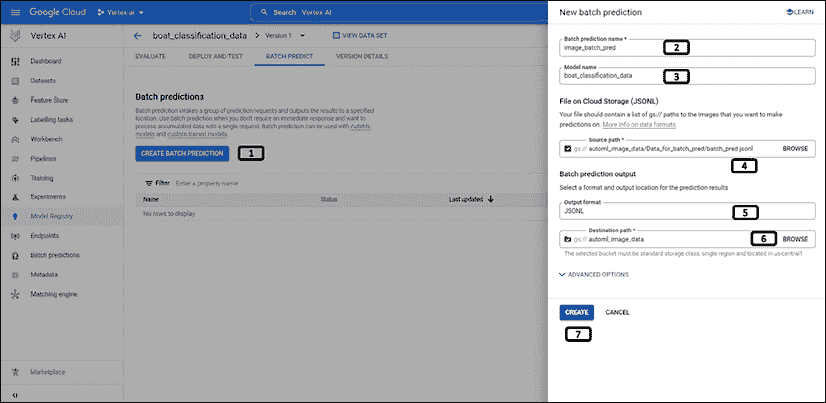 Google Cloud
Vertex ai
Search Vertex AI
Vertex AI
Dashboard
Datasets
Feature Store
Labelling tasks
Workbench
Pipelines
Training
Experiments
Model Registry
Endpoints
Batch predictions
Metadata
Matching engine
Marketplace
boat_classification_data
Version 1
VIEW DATA SET
EVALUATE
DEPLOY AND TEST
BATCH PREDICT
VERSION DETAILS
Batch predictions
Batch prediction intakes a group of prediction requests and outputs the results to a specified
location. Use batch prediction when you don't require an immediate response and want to
process accumulated data with a single request. Batch prediction can be used with AutoML
models and custom trained models.
CREATE BATCH PREDICTION
1
Filter Enter a property name
Name Status Last updated
No rows to display
New batch prediction
LEARN
Batch prediction name *
image_batch_pred
2
Model name
boat_classification_data
3
File on Cloud Storage (JSONL)
Your file should contain a list of gs:// paths to the images that you want to make
predictions on. More info on data formats
Source path *
gs:// automl_image_data/Data_for_batch_pred/batch_pred.jsonl BROWSE
4
Batch prediction output
Select a format and output location for the prediction results
Output format
JSONL
5
Destination path *
gs:// automl_image_data
6
BROWSE
The selected bucket must be standard storage class, single region and located in us-central1
ADVANCED OPTIONS
CREATE
CANCEL
7